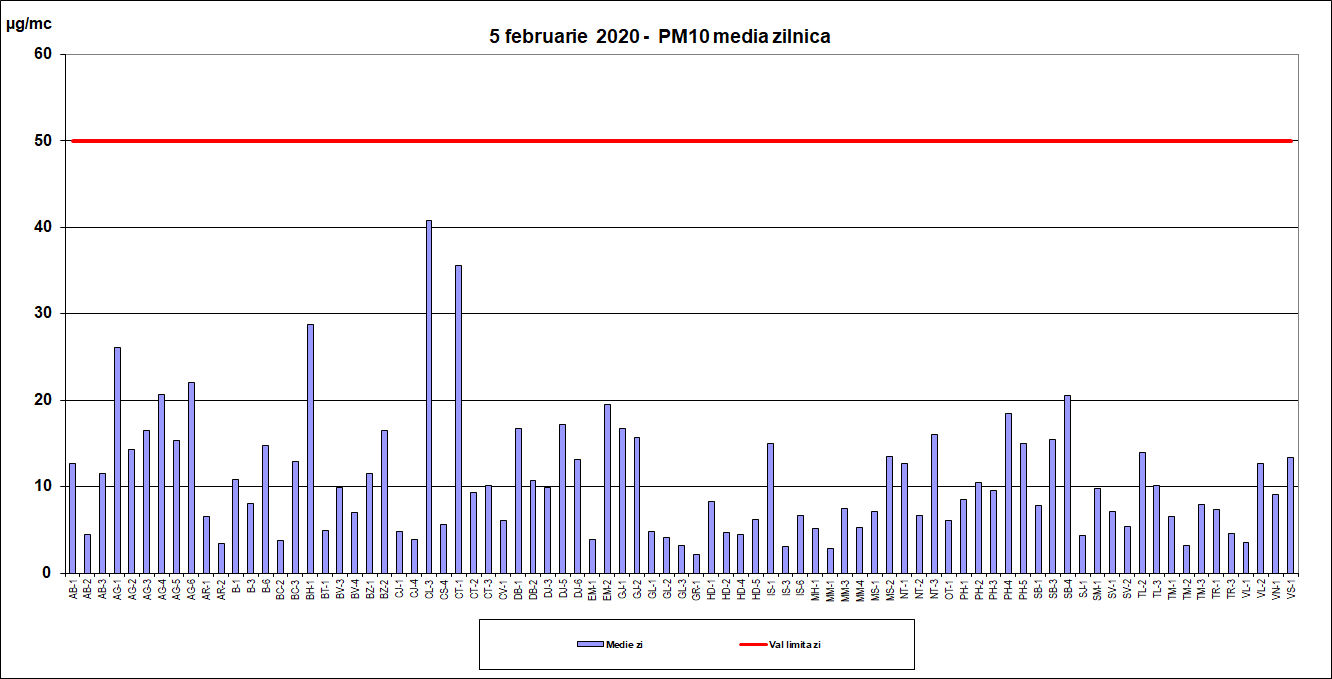 µg/mc
5 februarie 2020 - PM10 media zilnica
60
50
40
30
20
10
0
AB-1 AB-2 AB-3 AG-1 AG-2 AG-3 AG-4 AG-5 AG-6 AR-1 AR-2 B-1 B-3 B-6 BC-2 BC-3 BH-1 BT-1 BV-3 BV-4 BZ-1 BZ-2 CJ-1 CJ-4 CL-3 CS-4 CT-1 CT-2 CT-3 CV-1 DB-1 DB-2 DJ-3 DJ-5 DJ-6 EM-1 EM-2 GJ-1 GJ-2 GL-1 GL-2 GL-3 GR-1 HD-1 HD-2 HD-4 HD-5 IS-1 IS-3 IS-6 MH-1 MM-1 MM-3 MM-4 MS-1 MS-2 NT-1 NT-2 NT-3 OT-1 PH-1 PH-2 PH-3 PH-4 PH-5 SB-1 SB-3 SB-4 SJ-1 SM-1 SV-1 SV-2 TL-2 TL-3 TM-1 TM-2 TM-3 TR-1 TR-3 VL-1 VL-2 VN-1 VS-1
Medie zi Val limita zi